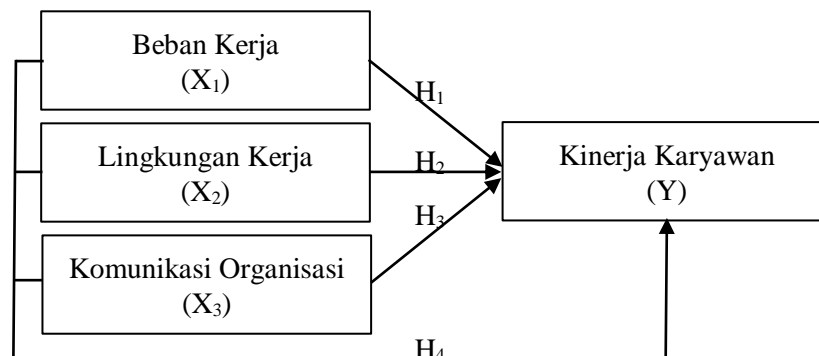 Beban Kerja
(X₁)
H₁
Lingkungan Kerja
(X₂)
H₂
Kinerja Karyawan
(Y)
H₃
Komunikasi Organisasi
(X₃)
H₄